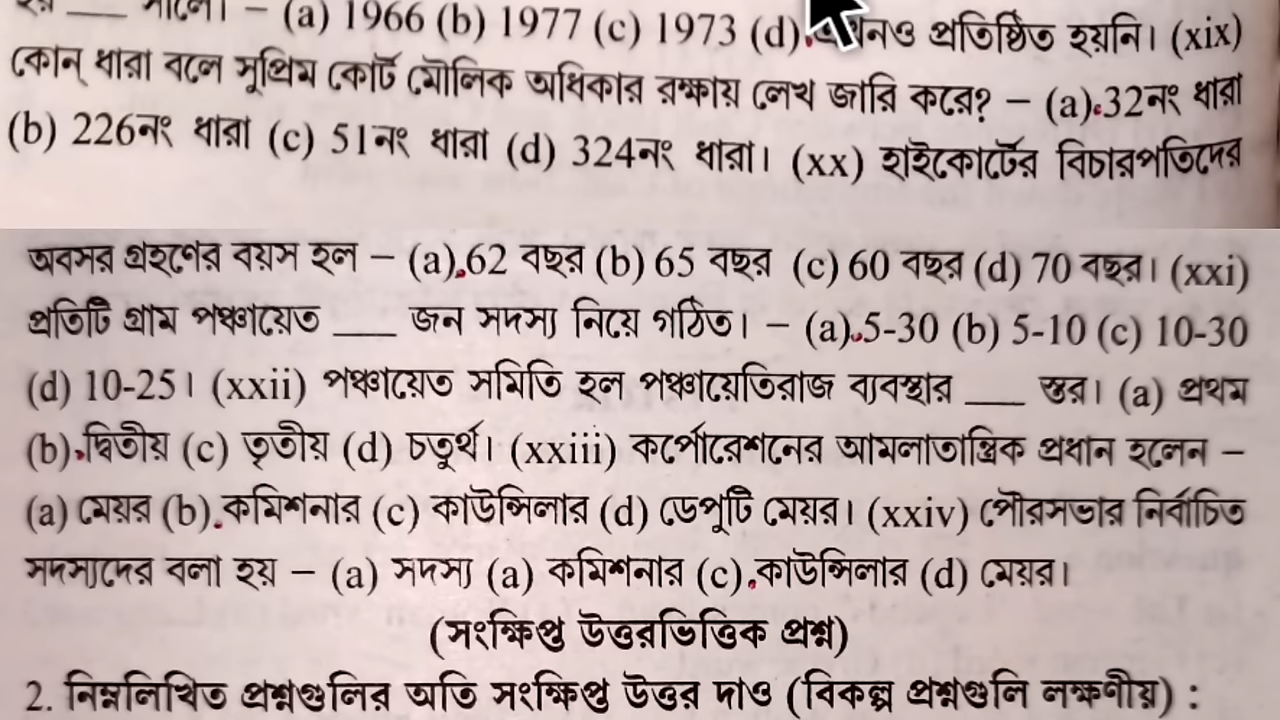 ___ সালে। – (a) 1966 (b) 1977 (c) 1973 (d) এখনও প্রতিষ্ঠিত হয়নি। (xix)
কোন্ ধারা বলে সুপ্রিম কোর্ট মৌলিক অধিকার রক্ষায় লেখ জারি করে? – (a) 32নং ধারা
(b) 226নং ধারা (c) 51নং ধারা (d) 324নং ধারা। (xx) হাইকোর্টের বিচারপতিদের
অবসর গ্রহণের বয়স হল – (a) 62 বছর (b) 65 বছর (c) 60 বছর (d) 70 বছর। (xxi)
প্রতিটি গ্রাম পঞ্চায়েত ___ জন সদস্য নিয়ে গঠিত। – (a) 5-30 (b) 5-10 (c) 10-30
(d) 10-25। (xxii) পঞ্চায়েত সমিতি হল পঞ্চায়েতিরাজ ব্যবস্থার ___ স্তর। (a) প্রথম
(b) দ্বিতীয় (c) তৃতীয় (d) চতুর্থ। (xxiii) কর্পোরেশনের আমলাতান্ত্রিক প্রধান হলেন –
(a) মেয়র (b) কমিশনার (c) কাউন্সিলার (d) ডেপুটি মেয়র। (xxiv) পৌরসভার নির্বাচিত
সদস্যদের বলা হয় – (a) সদস্য (a) কমিশনার (c) কাউন্সিলার (d) মেয়র।
(সংক্ষিপ্ত উত্তরভিত্তিক প্রশ্ন)
2. নিম্নলিখিত প্রশ্নগুলির অতি সংক্ষিপ্ত উত্তর দাও (বিকল্প প্রশ্নগুলি লক্ষণীয়) :